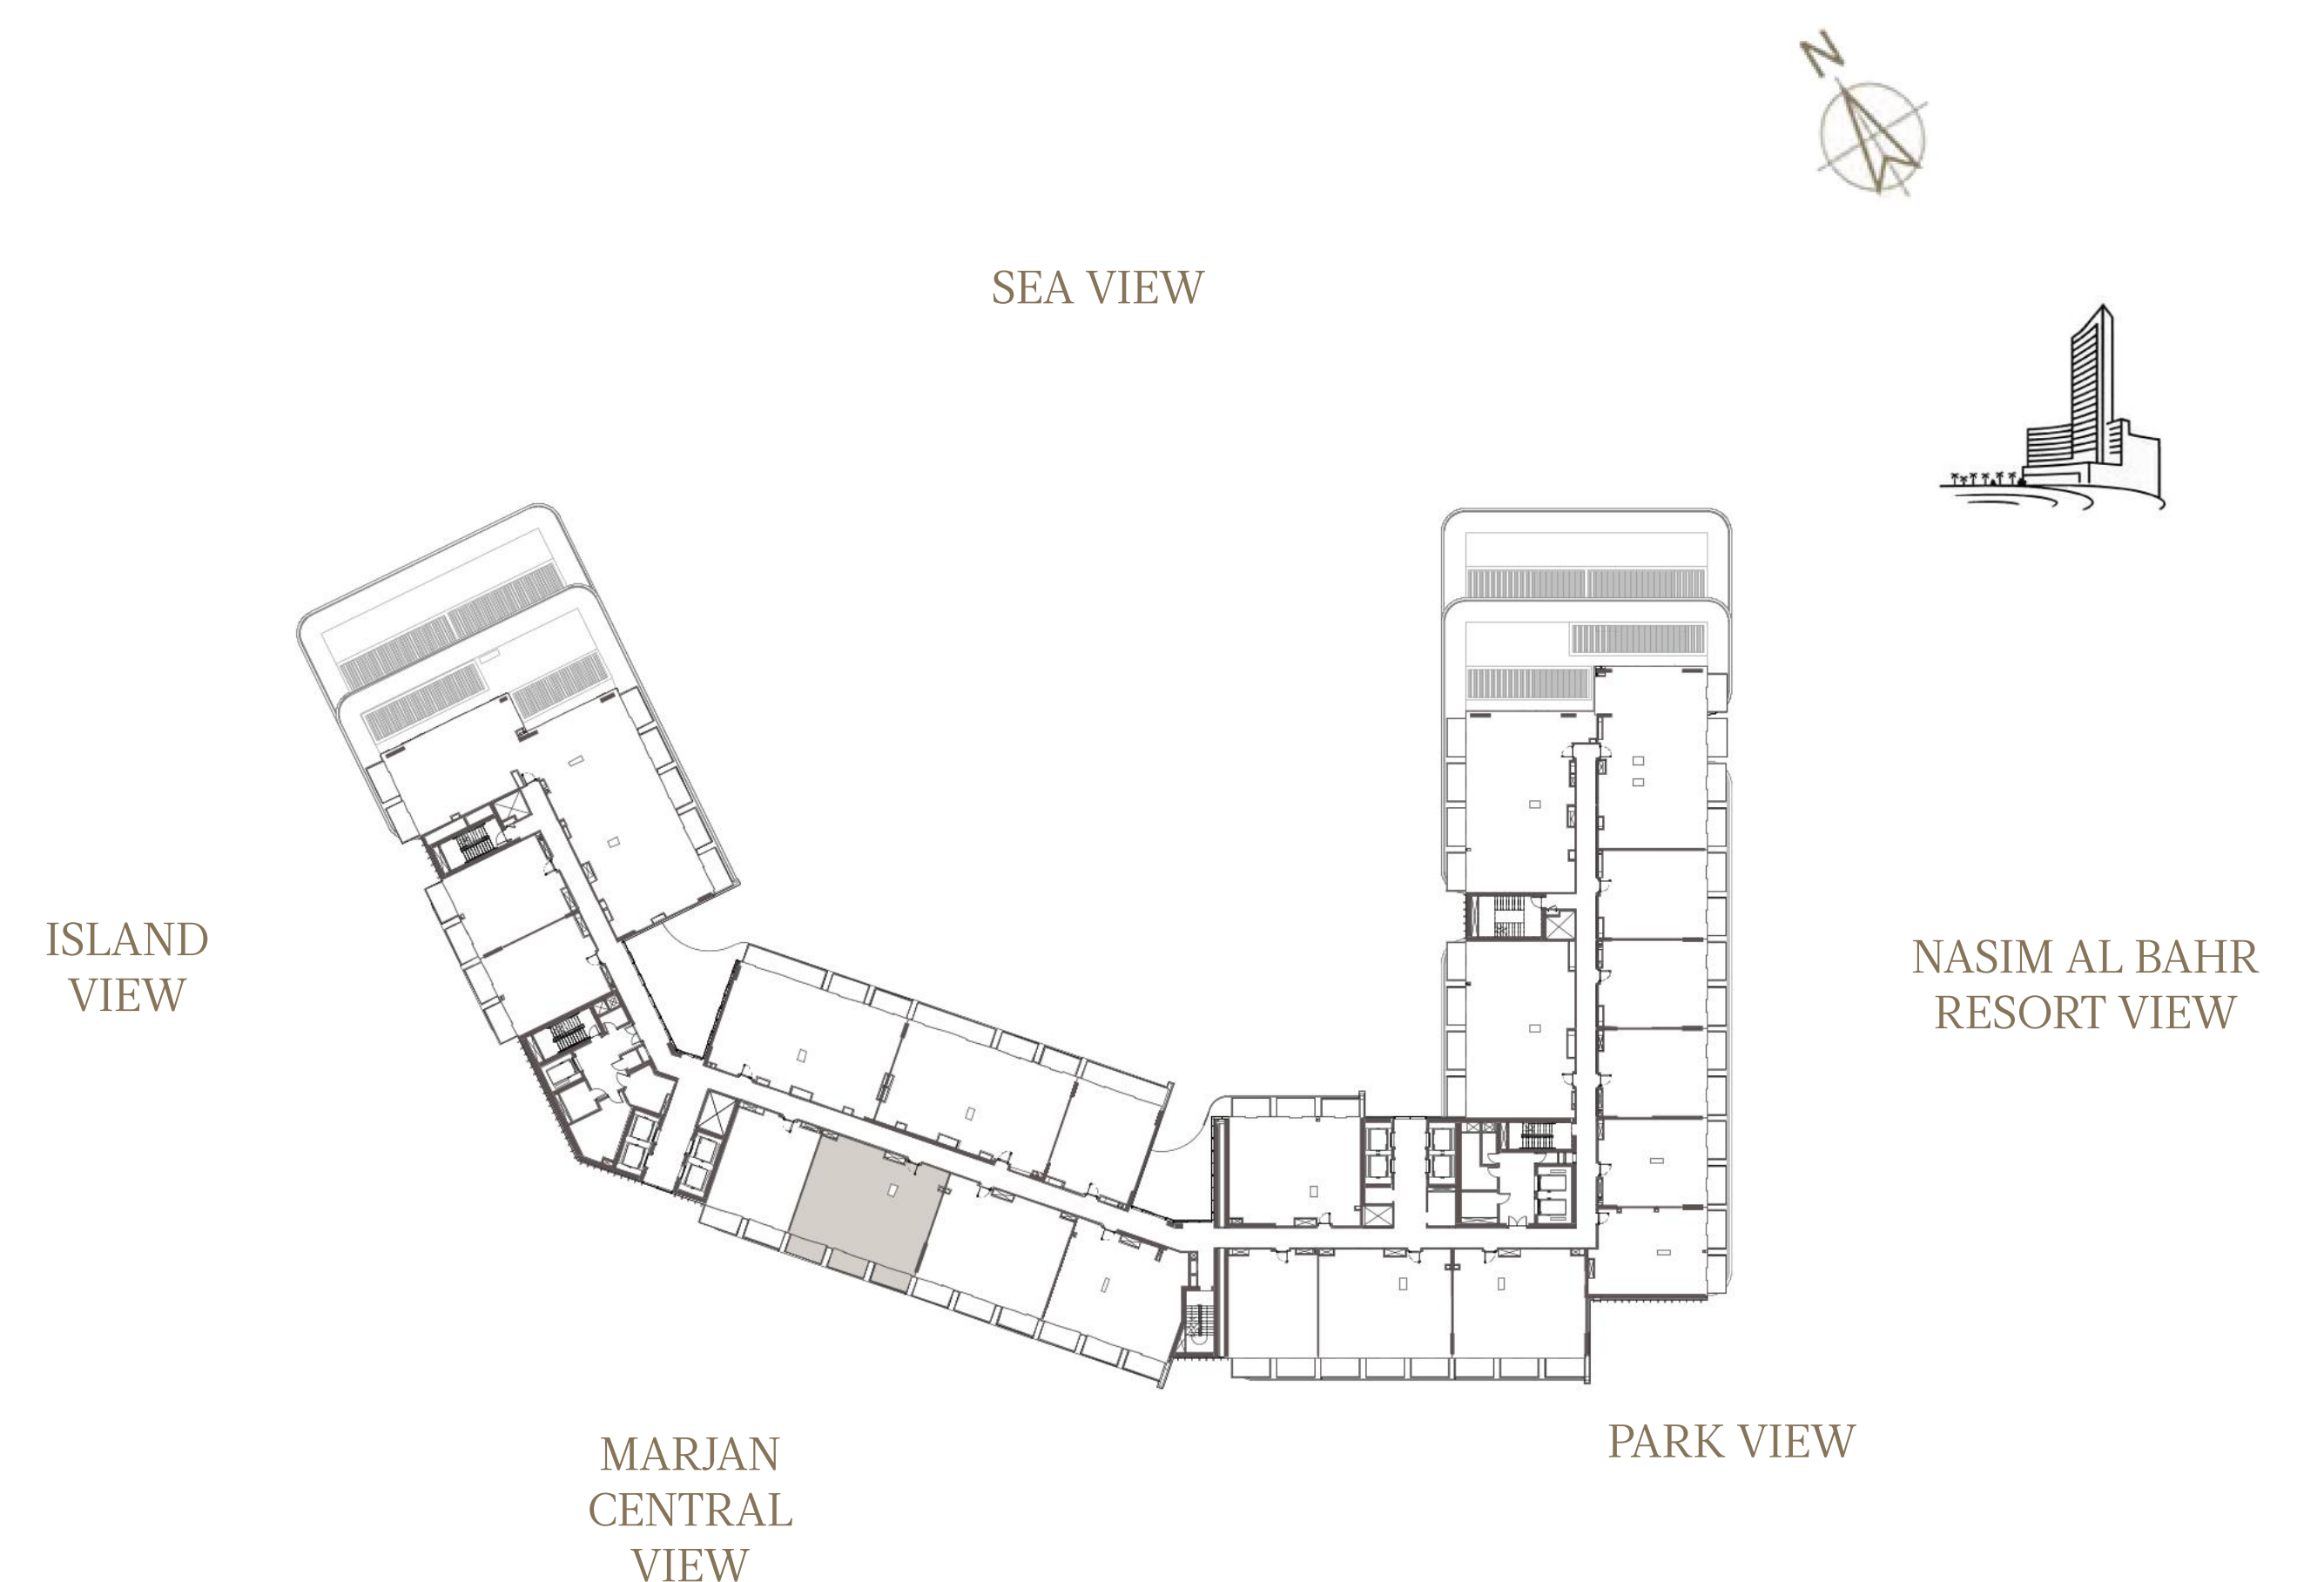 N
SEA VIEW
ISLAND
VIEW
NASIM AL BAHR
RESORT VIEW
MARJAN
CENTRAL
VIEW
PARK VIEW